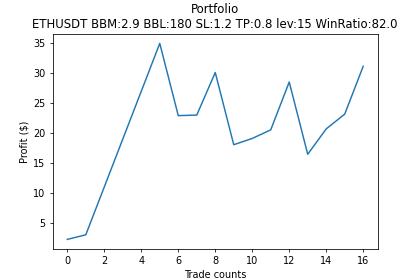 Portfolio
ETHUSDT BBM:2.9 BBL:180 SL:1.2 TP:0.8 lev:15 WinRatio:82.0
35
30
25
20
15
10
5
Profit ($)
0 2 4 6 8 10 12 14 16
Trade counts